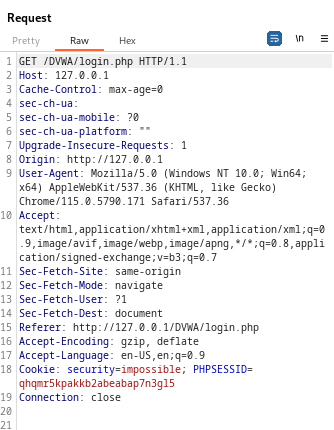 Request
Pretty Raw Hex \n
1 GET /DVWA/login.php HTTP/1.1
2 Host: 127.0.0.1
3 Cache-Control: max-age=0
4 sec-ch-ua:
5 sec-ch-ua-mobile: ?0
6 sec-ch-ua-platform: ""
7 Upgrade-Insecure-Requests: 1
8 Origin: http://127.0.0.1
9 User-Agent: Mozilla/5.0 (Windows NT 10.0; Win64;
x64) AppleWebKit/537.36 (KHTML, like Gecko)
Chrome/115.0.5790.171 Safari/537.36
10 Accept:
text/html,application/xhtml+xml,application/xml;q=0
.9,image/avif,image/webp,image/apng,*/*;q=0.8,appli
cation/signed-exchange;v=b3;q=0.7
11 Sec-Fetch-Site: same-origin
12 Sec-Fetch-Mode: navigate
13 Sec-Fetch-User: ?1
14 Sec-Fetch-Dest: document
15 Referer: http://127.0.0.1/DVWA/login.php
16 Accept-Encoding: gzip, deflate
17 Accept-Language: en-US,en;q=0.9
18 Cookie: security=impossible; PHPSESSID=
qhqmr5kpakkb2abeabap7n3gl5
19 Connection: close
20
21